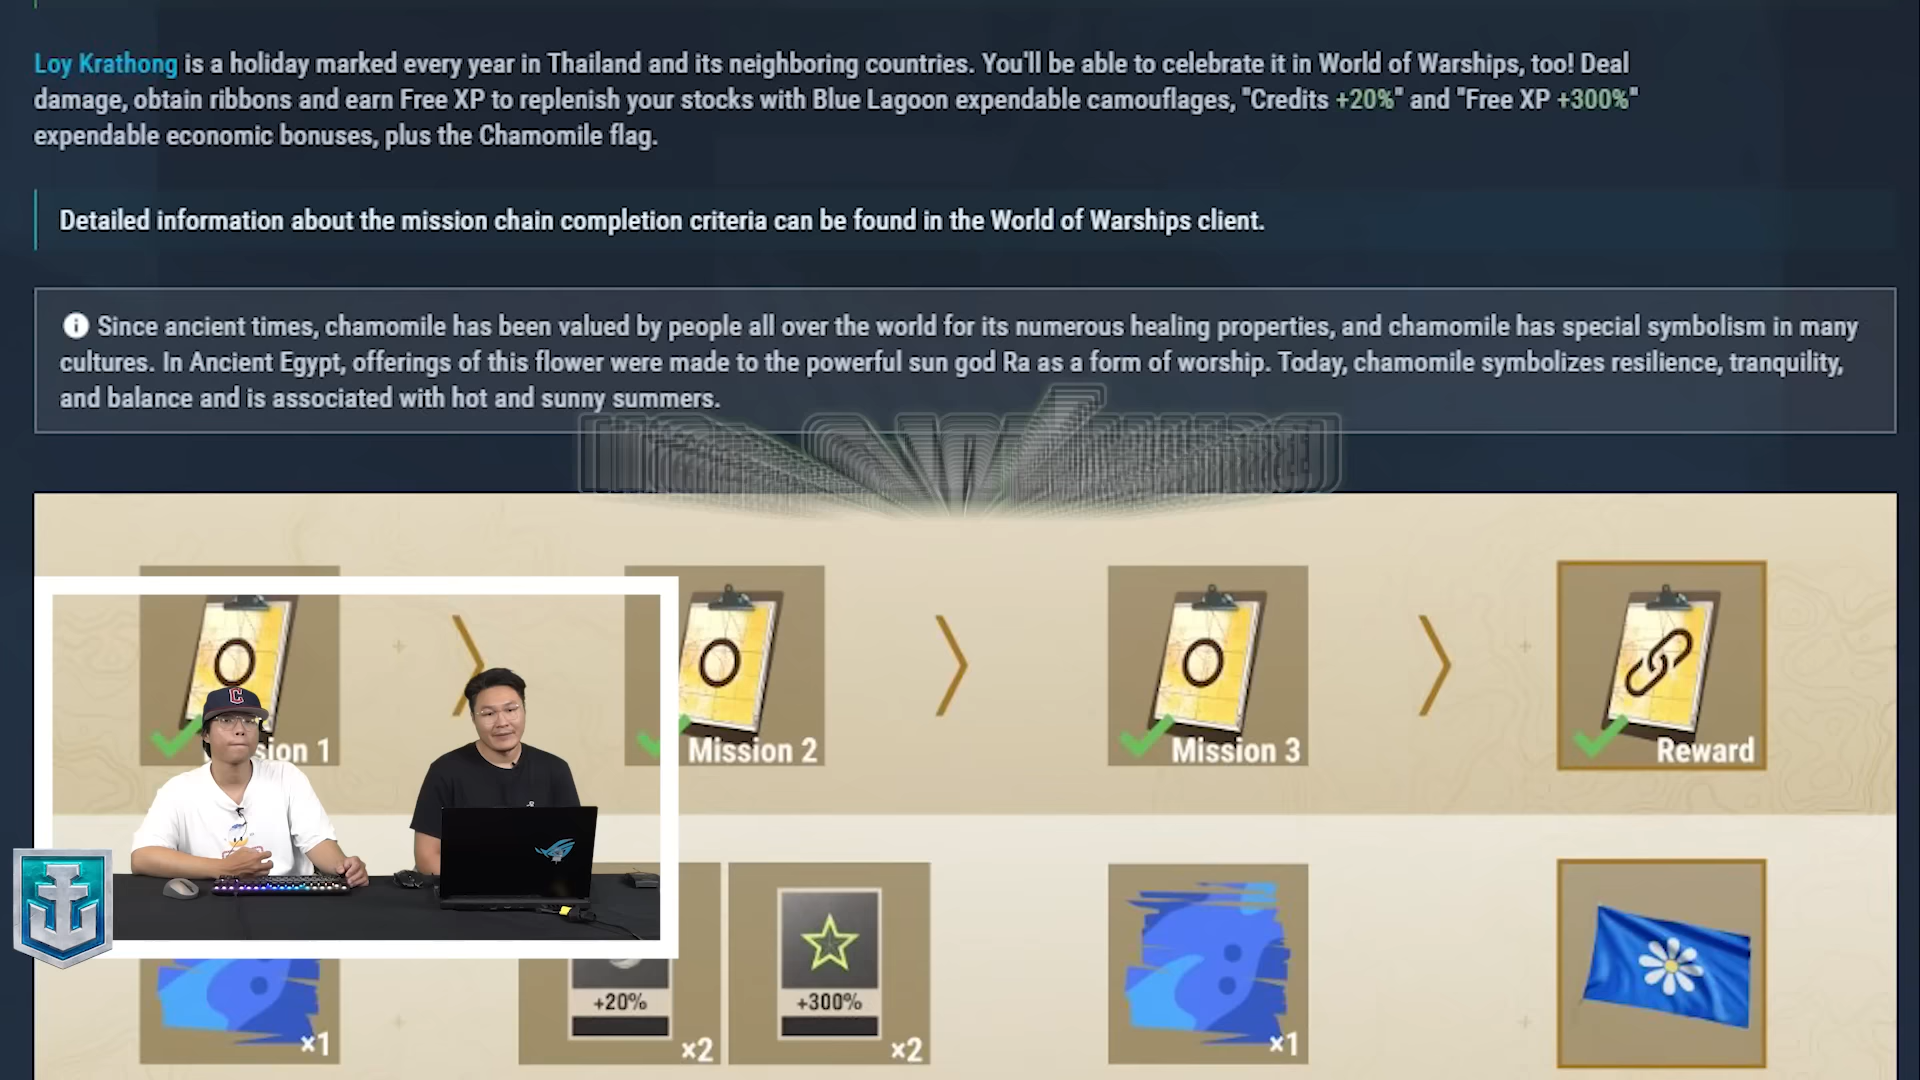 Loy Krathong is a holiday marked every year in Thailand and its neighboring countries. You'll be able to celebrate it in World of Warships, too! Deal
damage, obtain ribbons and earn Free XP to replenish your stocks with Blue Lagoon expendable camouflages, "Credits +20%" and "Free XP +300%"
expendable economic bonuses, plus the Chamomile flag.
Detailed information about the mission chain completion criteria can be found in the World of Warships client.
Since ancient times, chamomile has been valued by people all over the world for its numerous healing properties, and chamomile has special symbolism in many
cultures. In Ancient Egypt, offerings of this flower were made to the powerful sun god Ra as a form of worship. Today, chamomile symbolizes resilience, tranquility,
and balance and is associated with hot and sunny summers.
1
Mission 2
Mission 3
Reward
C
×1
+20%
×2
+300%
×2
×1